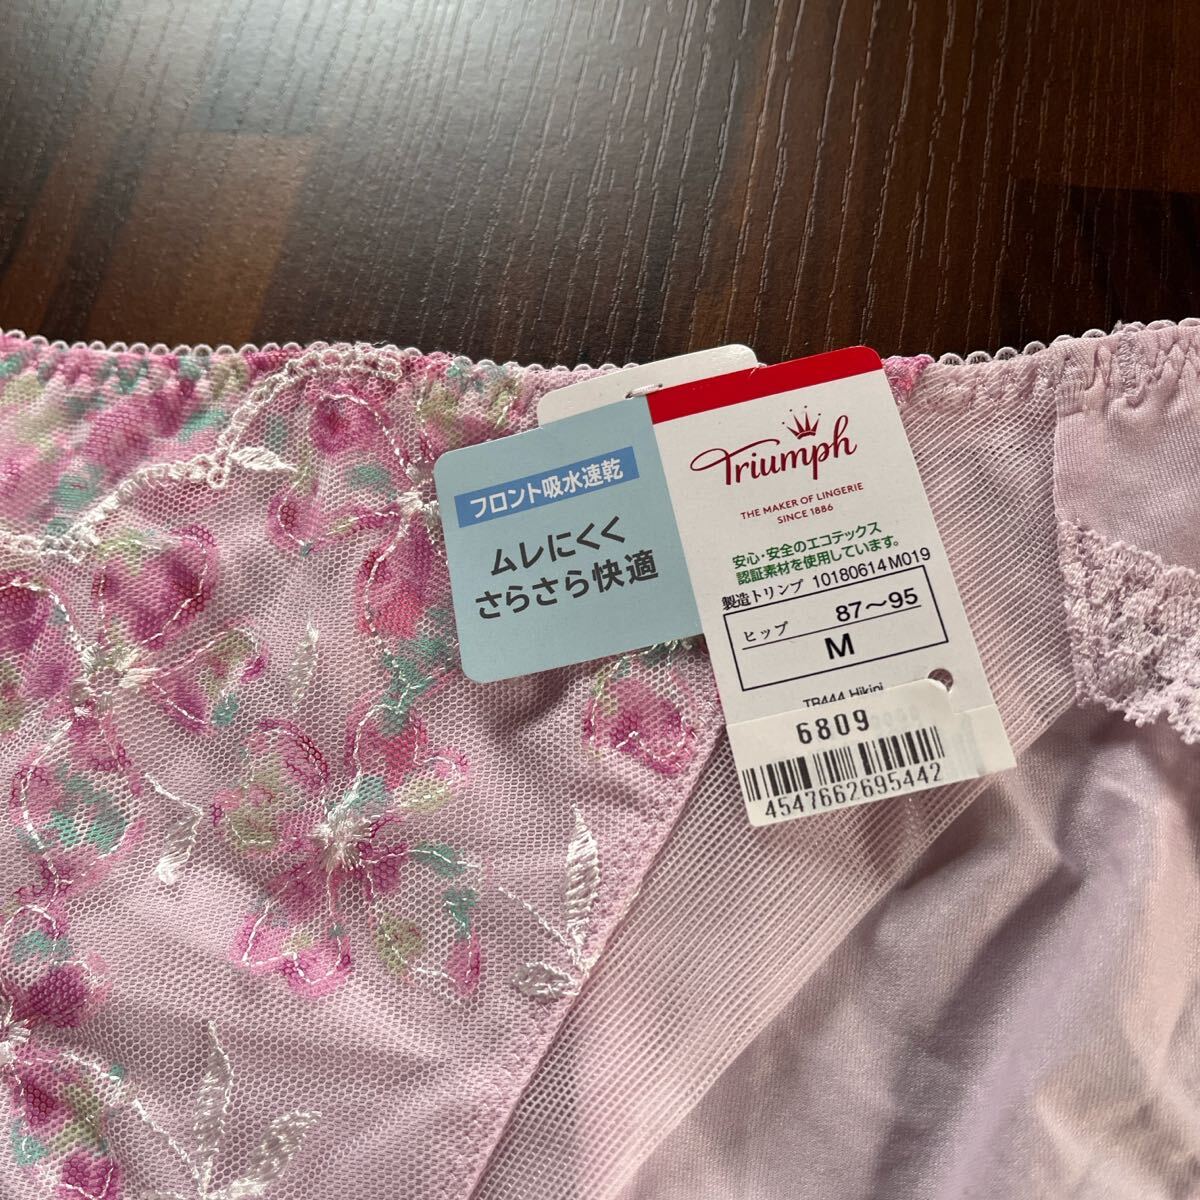 フロント吸水速乾
ムレにくく
さらさら快適
Triumph
THE MAKER OF LINGERIE
SINCE 1886
安心・安全のエコテックス
認証素材を使用しています。
製造トリンプ 10180614 M019
ヒップ 87～95
M
TR444 Hikini
6809
4547662695442